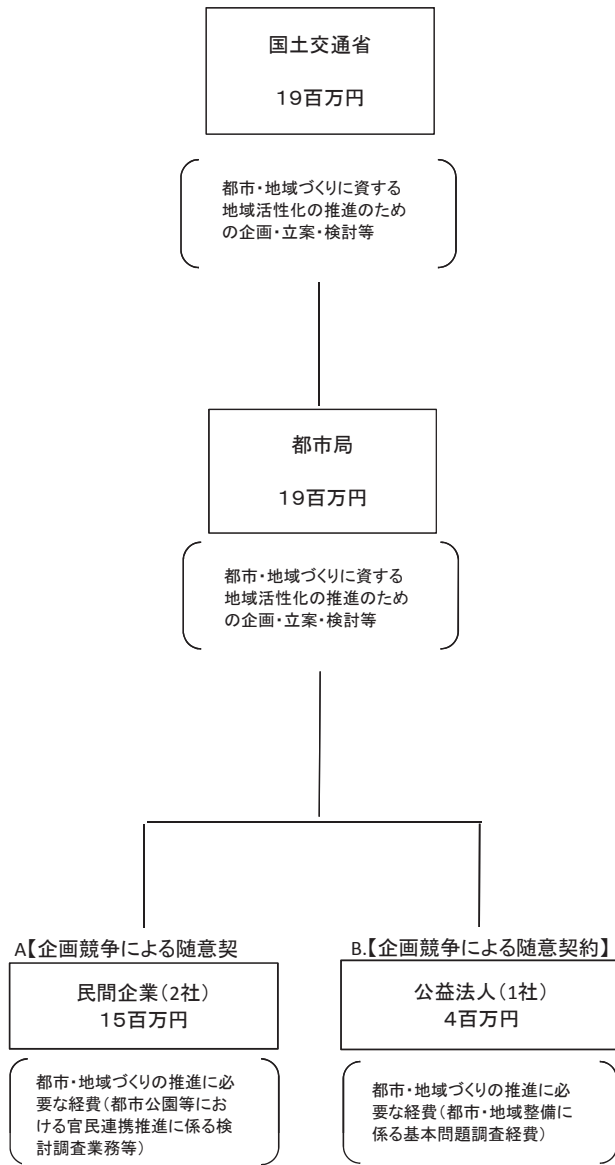 国土交通省
19百万円
都市・地域づくりに資する
地域活性化の推進のため
の企画・立案・検討等
都市局
19百万円
都市・地域づくりに資する
地域活性化の推進のため
の企画・立案・検討等
A【企画競争による随意契
民間企業(2社)
15百万円
都市・地域づくりの推進に必
要な経費(都市公園等にお
ける官民連携推進に係る検
討調査業務等)
B.【企画競争による随意契約】
公益法人(1社)
4百万円
都市・地域づくりの推進に必
要な経費(都市・地域整備に
係る基本問題調査経費)